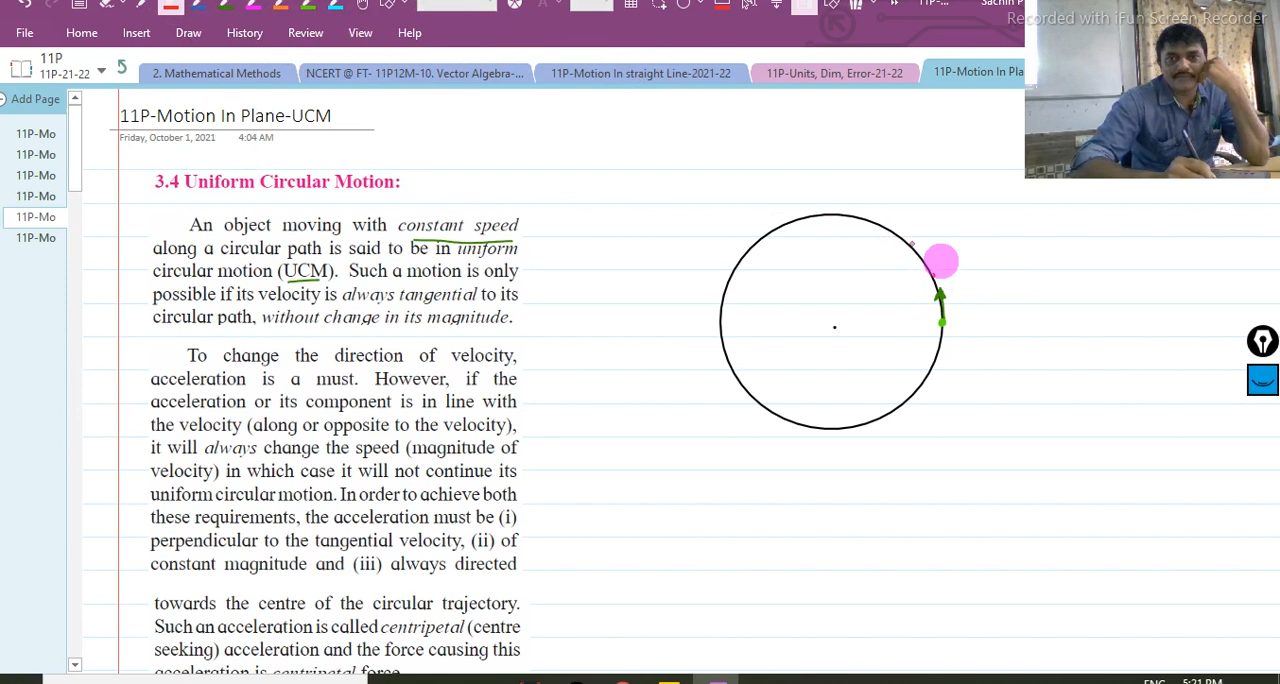 11P-
Sachin P
Recorded with iFun Screen Recorder
File Home Insert Draw History Review View Help
11P
11P-21-22
2. Mathematical Methods
NCERT @ FT- 11P12M-10. Vector Algebra-...
11P-Motion In straight Line-2021-22
11P-Units, Dim, Error-21-22
11P-Motion In Pla
Add Page
11P-Mo
11P-Mo
11P-Mo
11P-Mo
11P-Mo
11P-Mo
11P-Motion In Plane-UCM
Friday, October 1, 2021 4:04 AM
3.4 Uniform Circular Motion:
An object moving with constant speed
along a circular path is said to be in uniform
circular motion (UCM). Such a motion is only
possible if its velocity is always tangential to its
circular path, without change in its magnitude.
To change the direction of velocity,
acceleration is a must. However, if the
acceleration or its component is in line with
the velocity (along or opposite to the velocity),
it will always change the speed (magnitude of
velocity) in which case it will not continue its
uniform circular motion. In order to achieve both
these requirements, the acceleration must be (i)
perpendicular to the tangential velocity, (ii) of
constant magnitude and (iii) always directed
towards the centre of the circular trajectory.
Such an acceleration is called centripetal (centre
seeking) acceleration and the force causing this
acceleration is centripetal force.
ENG 5:21 PM